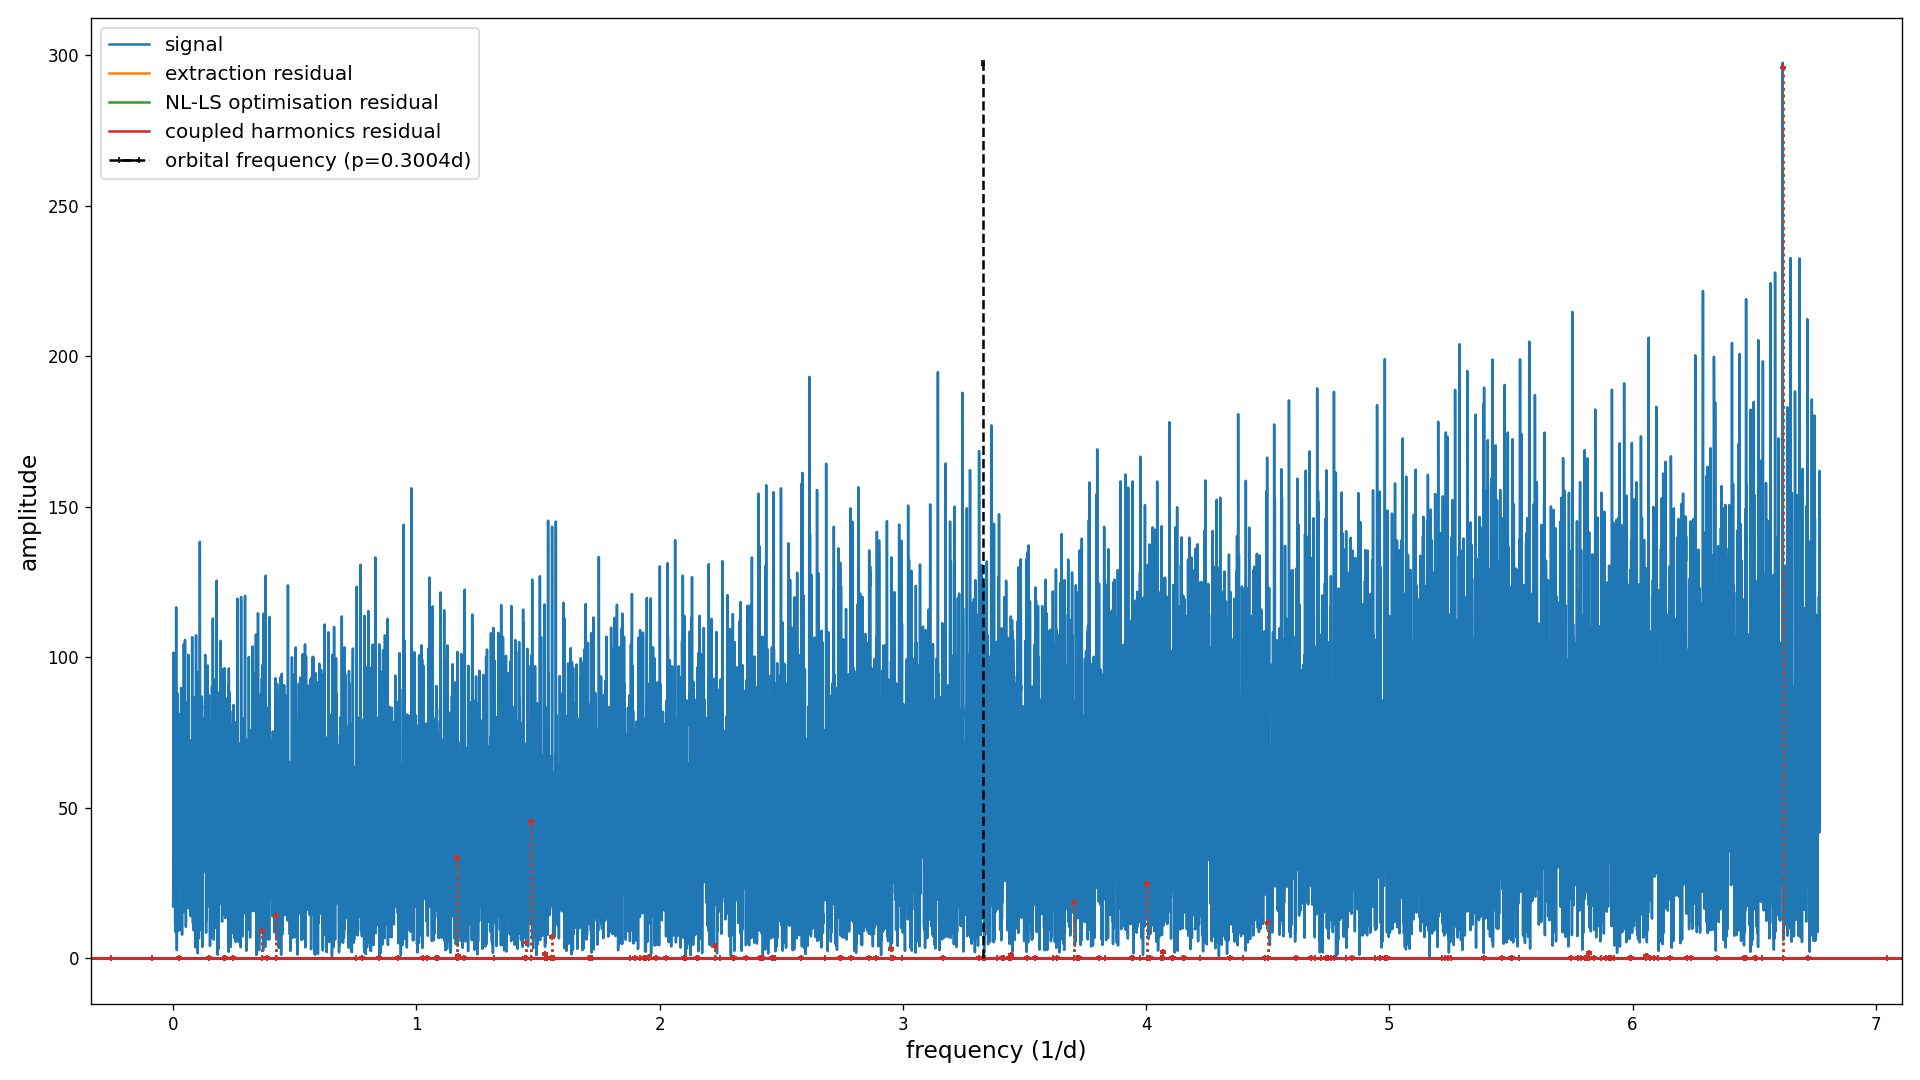 signal
extraction residual
NL-LS optimisation residual
coupled harmonics residual
orbital frequency (p=0.3004d)
300
250
200
150
100
50
0
amplitude
0 1 2 3 4 5 6 7
frequency (1/d)